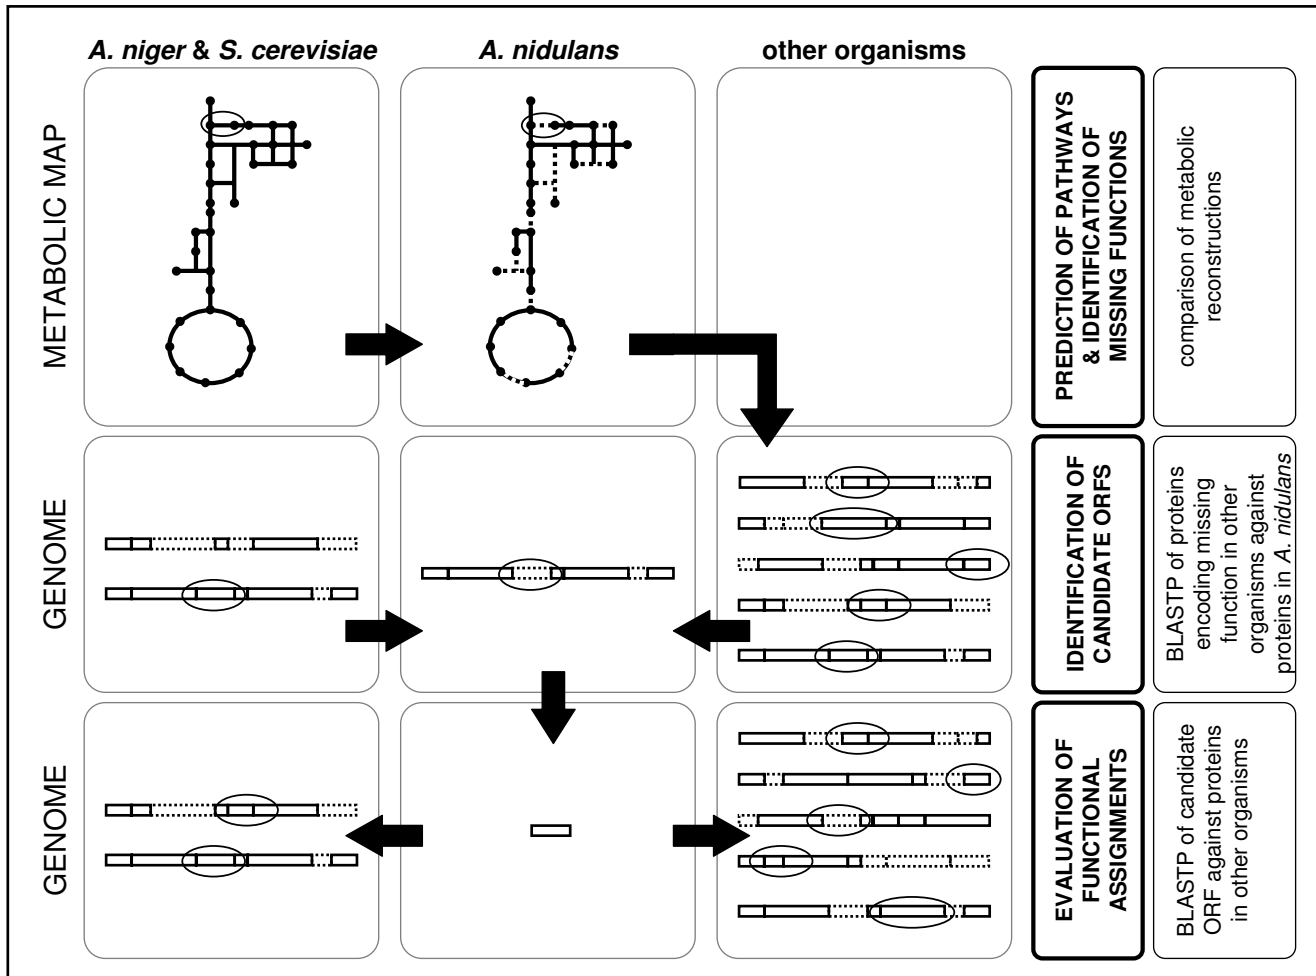 A. niger & S. cerevisiae
A. nidulans
other organisms
METABOLIC MAP
PREDICTION OF PATHWAYS
& IDENTIFICATION OF
MISSING FUNCTIONS
comparison of metabolic
reconstructions
GENOME
IDENTIFICATION OF
CANDIDATE ORFS
BLASTP of proteins
encoding missing
function in other
organisms against
proteins in A. nidulans
GENOME
EVALUATION OF
FUNCTIONAL
ASSIGNMENTS
BLASTP of candidate
ORF against proteins
in other organisms